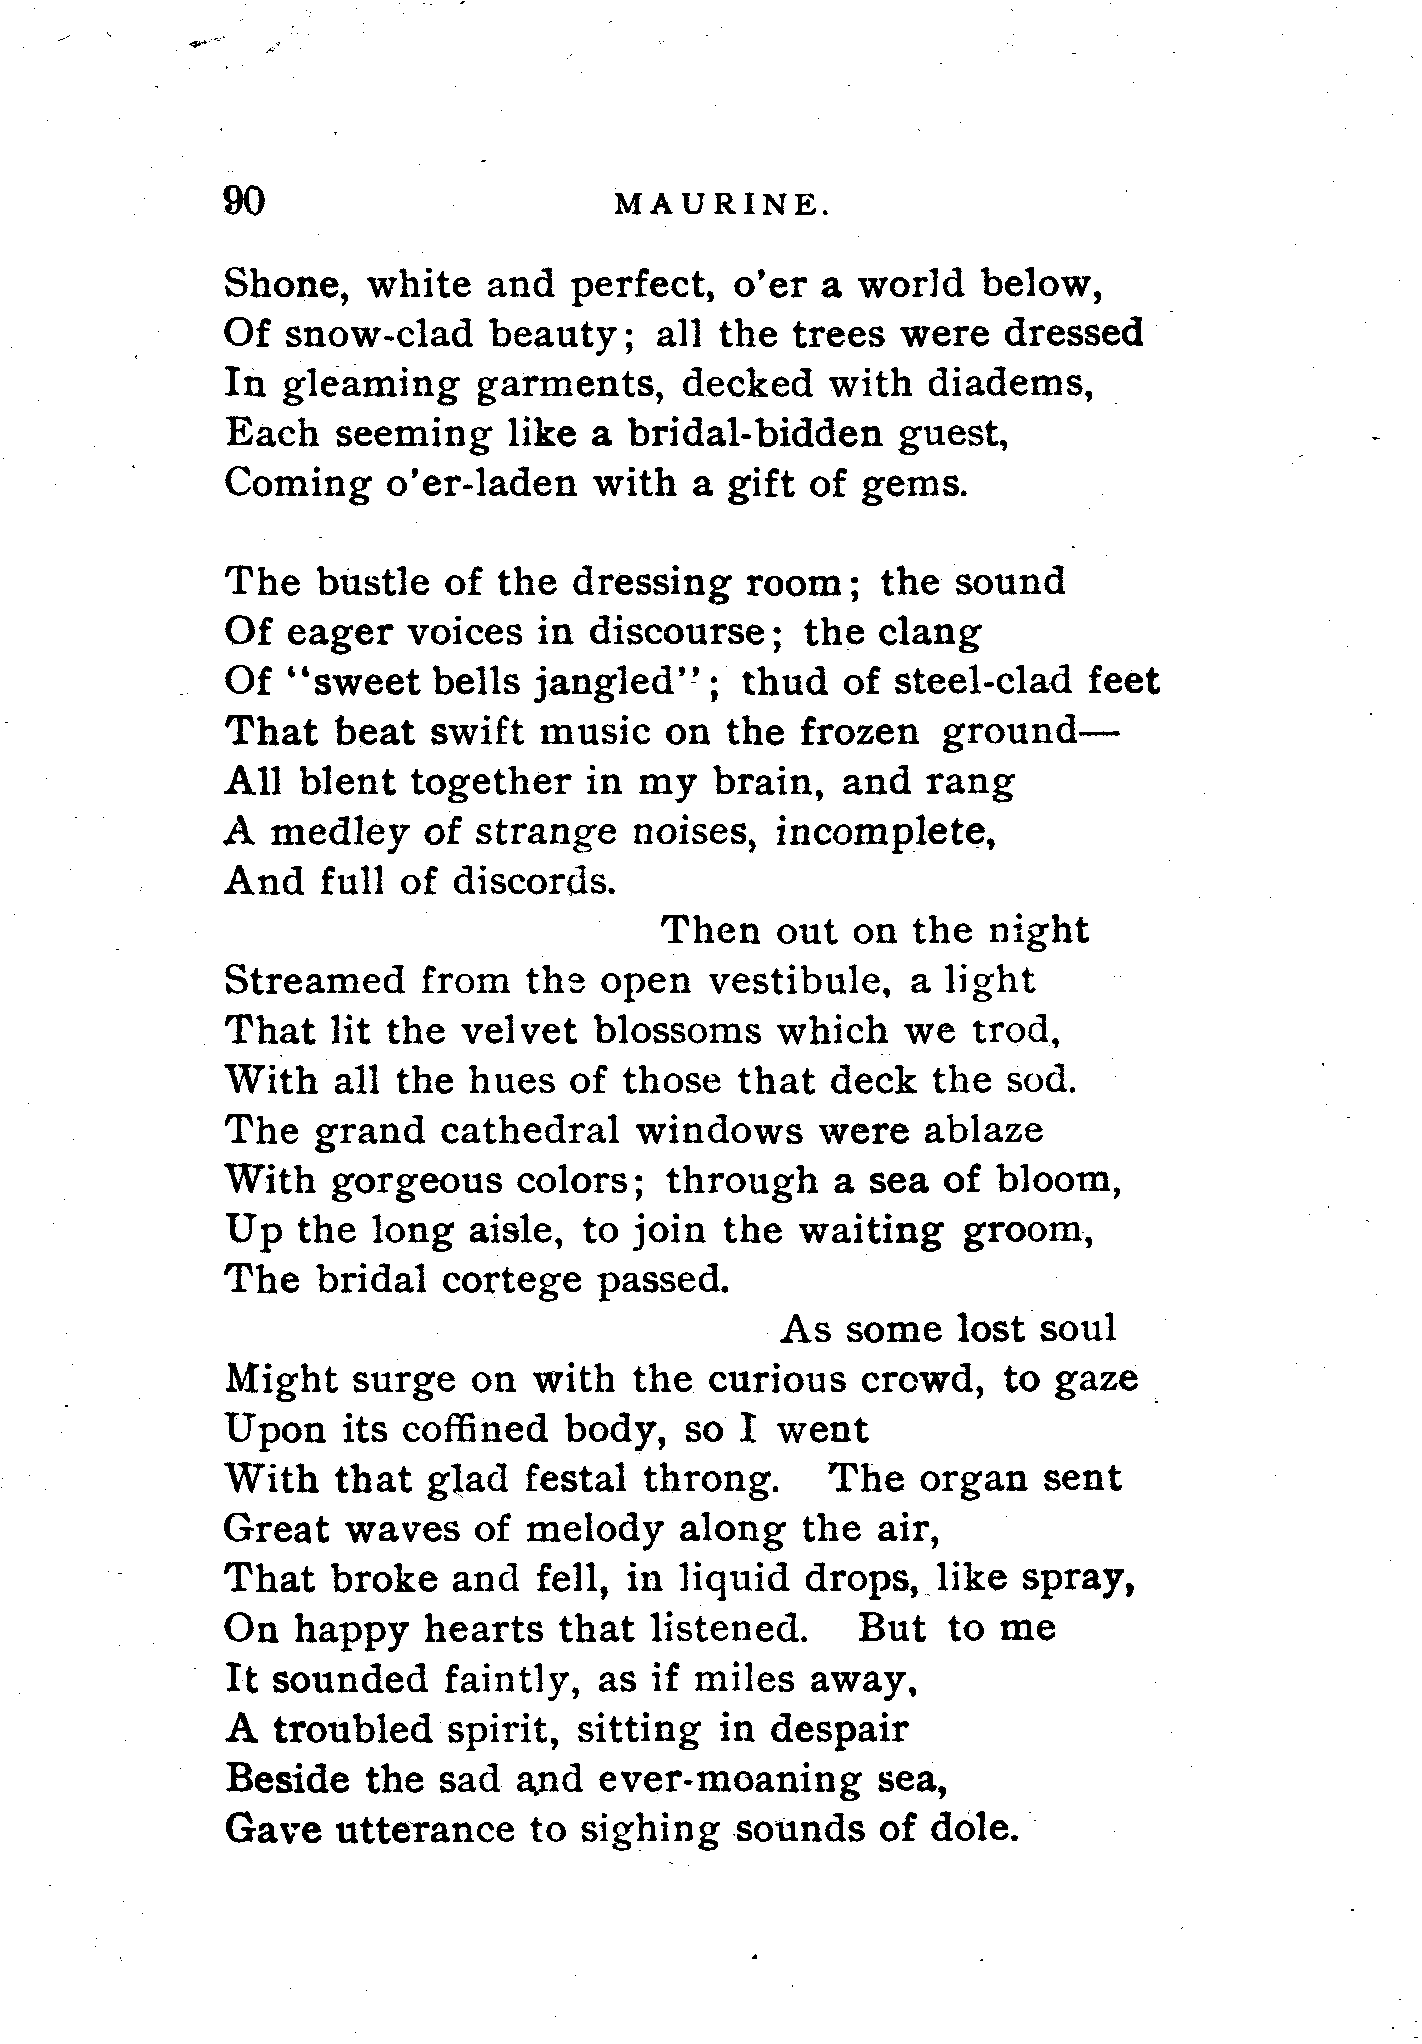 90 MAURINE.
Shone, white and perfect, o'er a world below,
Of snow-clad beauty; all the trees were dressed
In gleaming garments, decked with diadems,
Each seeming like a bridal-bidden guest,
Coming o'er-laden with a gift of gems.
The bustle of the dressing room; the sound
Of eager voices in discourse; the clang
Of "sweet bells jangled"; thud of steel-clad feet
That beat swift music on the frozen ground—
All blent together in my brain, and rang
A medley of strange noises, incomplete,
And full of discords.
Then out on the night
Streamed from the open vestibule, a light
That lit the velvet blossoms which we trod,
With all the hues of those that deck the sod.
The grand cathedral windows were ablaze
With gorgeous colors; through a sea of bloom,
Up the long aisle, to join the waiting groom,
The bridal cortege passed.
As some lost soul
Might surge on with the curious crowd, to gaze
Upon its coffined body, so I went
With that glad festal throng. The organ sent
Great waves of melody along the air,
That broke and fell, in liquid drops, like spray,
On happy hearts that listened. But to me
It sounded faintly, as if miles away,
A troubled spirit, sitting in despair
Beside the sad and ever-moaning sea,
Gave utterance to sighing sounds of dole.